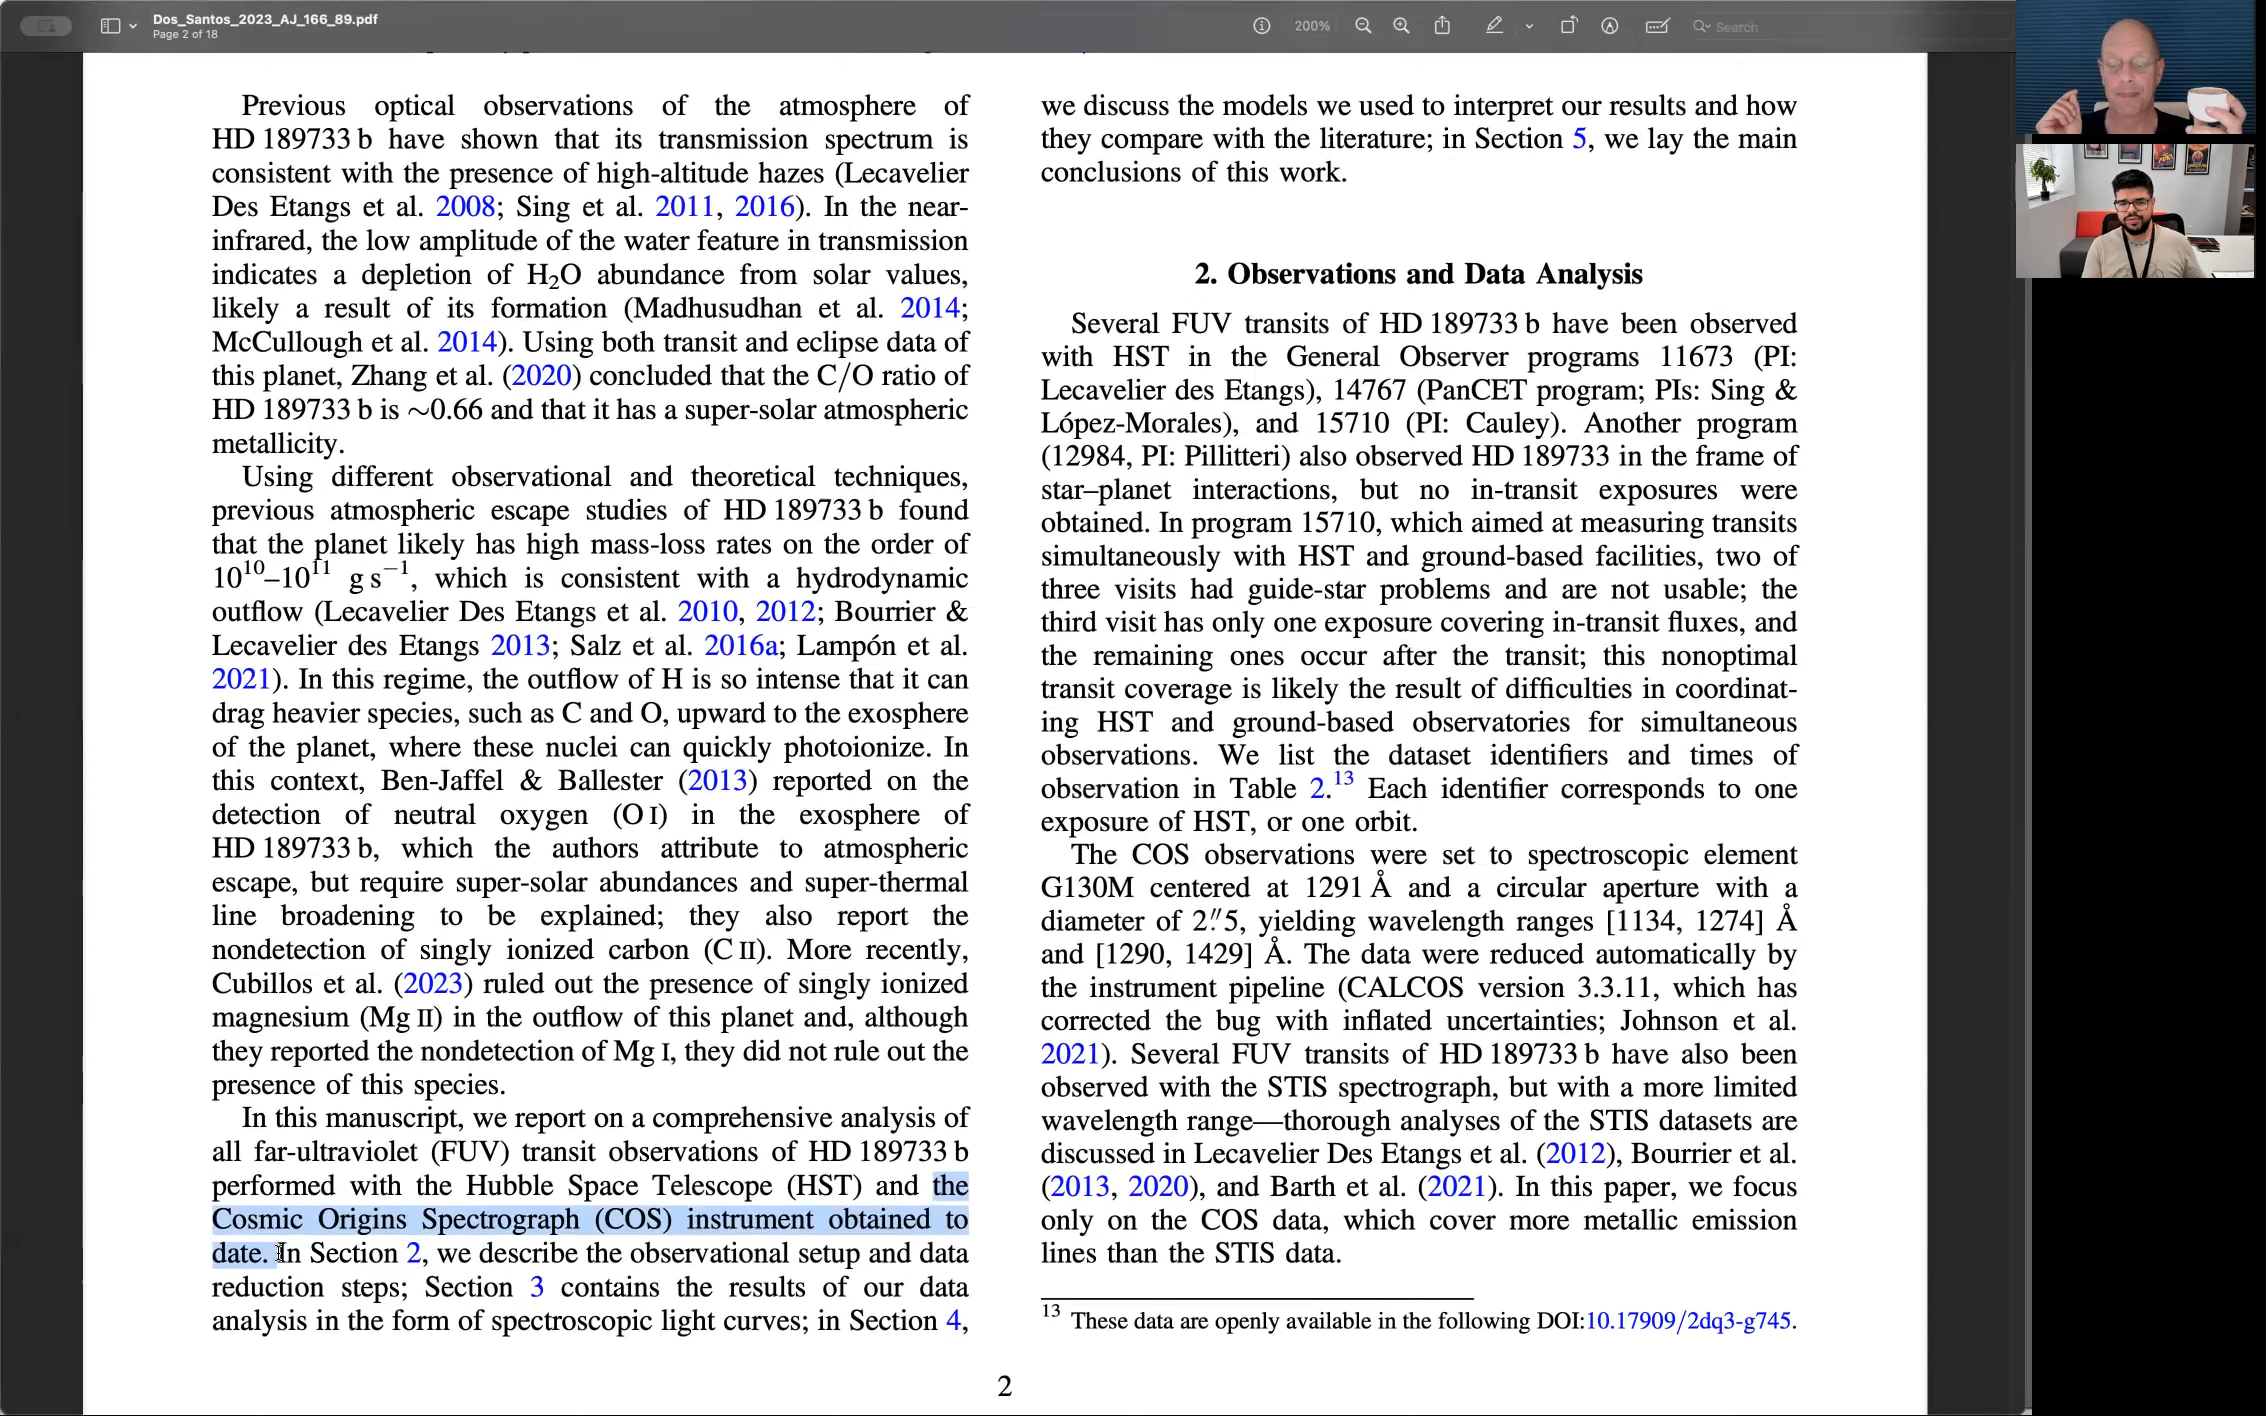 Dos_Santos_2023_AJ_166_89.pdf
Page 2 of 18
200%
Search
Previous optical observations of the atmosphere of
HD 189733 b have shown that its transmission spectrum is
consistent with the presence of high-altitude hazes (Lecavelier
Des Etangs et al. 2008; Sing et al. 2011, 2016). In the near-
infrared, the low amplitude of the water feature in transmission
indicates a depletion of H₂O abundance from solar values,
likely a result of its formation (Madhusudhan et al. 2014;
McCullough et al. 2014). Using both transit and eclipse data of
this planet, Zhang et al. (2020) concluded that the C/O ratio of
HD 189733 b is ∼0.66 and that it has a super-solar atmospheric
metallicity.
Using different observational and theoretical techniques,
previous atmospheric escape studies of HD 189733 b found
that the planet likely has high mass-loss rates on the order of
10¹⁰–10¹¹ g s⁻¹, which is consistent with a hydrodynamic
outflow (Lecavelier Des Etangs et al. 2010, 2012; Bourrier &
Lecavelier des Etangs 2013; Salz et al. 2016a; Lampón et al.
2021). In this regime, the outflow of H is so intense that it can
drag heavier species, such as C and O, upward to the exosphere
of the planet, where these nuclei can quickly photoionize. In
this context, Ben-Jaffel & Ballester (2013) reported on the
detection of neutral oxygen (O I) in the exosphere of
HD 189733 b, which the authors attribute to atmospheric
escape, but require super-solar abundances and super-thermal
line broadening to be explained; they also report the
nondetection of singly ionized carbon (C II). More recently,
Cubillos et al. (2023) ruled out the presence of singly ionized
magnesium (Mg II) in the outflow of this planet and, although
they reported the nondetection of Mg I, they did not rule out the
presence of this species.
In this manuscript, we report on a comprehensive analysis of
all far-ultraviolet (FUV) transit observations of HD 189733 b
performed with the Hubble Space Telescope (HST) and the
Cosmic Origins Spectrograph (COS) instrument obtained to
date. In Section 2, we describe the observational setup and data
reduction steps; Section 3 contains the results of our data
analysis in the form of spectroscopic light curves; in Section 4,
we discuss the models we used to interpret our results and how
they compare with the literature; in Section 5, we lay the main
conclusions of this work.
2. Observations and Data Analysis
Several FUV transits of HD 189733 b have been observed
with HST in the General Observer programs 11673 (PI:
Lecavelier des Etangs), 14767 (PanCET program; PIs: Sing &
López-Morales), and 15710 (PI: Cauley). Another program
(12984, PI: Pillitteri) also observed HD 189733 in the frame of
star–planet interactions, but no in-transit exposures were
obtained. In program 15710, which aimed at measuring transits
simultaneously with HST and ground-based facilities, two of
three visits had guide-star problems and are not usable; the
third visit has only one exposure covering in-transit fluxes, and
the remaining ones occur after the transit; this nonoptimal
transit coverage is likely the result of difficulties in coordinat-
ing HST and ground-based observatories for simultaneous
observations. We list the dataset identifiers and times of
observation in Table 2.¹³ Each identifier corresponds to one
exposure of HST, or one orbit.
The COS observations were set to spectroscopic element
G130M centered at 1291 Å and a circular aperture with a
diameter of 2.″5, yielding wavelength ranges [1134, 1274] Å
and [1290, 1429] Å. The data were reduced automatically by
the instrument pipeline (CALCOS version 3.3.11, which has
corrected the bug with inflated uncertainties; Johnson et al.
2021). Several FUV transits of HD 189733 b have also been
observed with the STIS spectrograph, but with a more limited
wavelength range—thorough analyses of the STIS datasets are
discussed in Lecavelier Des Etangs et al. (2012), Bourrier et al.
(2013, 2020), and Barth et al. (2021). In this paper, we focus
only on the COS data, which cover more metallic emission
lines than the STIS data.
¹³ These data are openly available in the following DOI:10.17909/2dq3-g745.
2